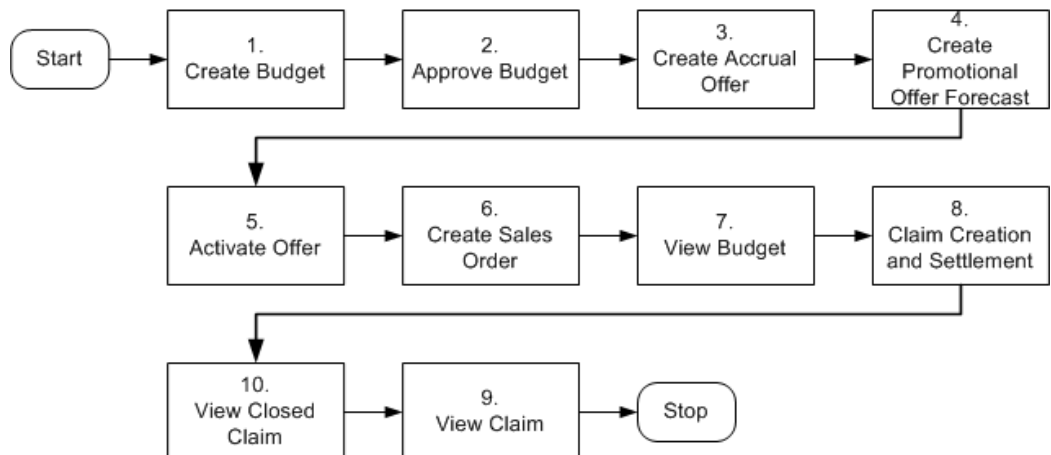 Start
1.
Create Budget
2.
Approve Budget
3.
Create Accrual
Offer
4.
Create
Promotional
Offer Forecast
5.
Activate Offer
6.
Create Sales
Order
7.
View Budget
8.
Claim Creation
and Settlement
10.
View Closed
Claim
9.
View Claim
Stop